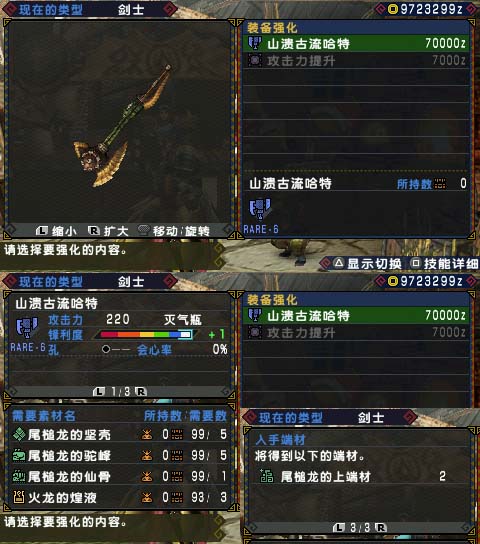 现在的类型 剑士
9723299z
装备强化
山溃古流哈特 70000z
攻击力提升 7000z
山溃古流哈特 所持数 0
RARE-6
L 缩小 R 扩大 移动/旋转
请选择要强化的内容。
△显示切换 □技能详细
现在的类型 剑士
9723299z
山溃古流哈特
攻击力 220 灭气瓶
锋利度 +1
RARE-6 孔 ●—— 会心率 0%
L 1/3 R
装备强化
山溃古流哈特 70000z
攻击力提升 7000z
需要素材名 所持数/需要数
尾槌龙的坚壳 0 99/ 5
尾槌龙的驼峰 0 99/ 5
尾槌龙的仙骨 0 99/ 1
火龙的煌液 0 93/ 3
请选择要强化的内容。
现在的类型 剑士
入手端材
将得到以下的端材。
尾槌龙的上端材 2
L 3/3 R